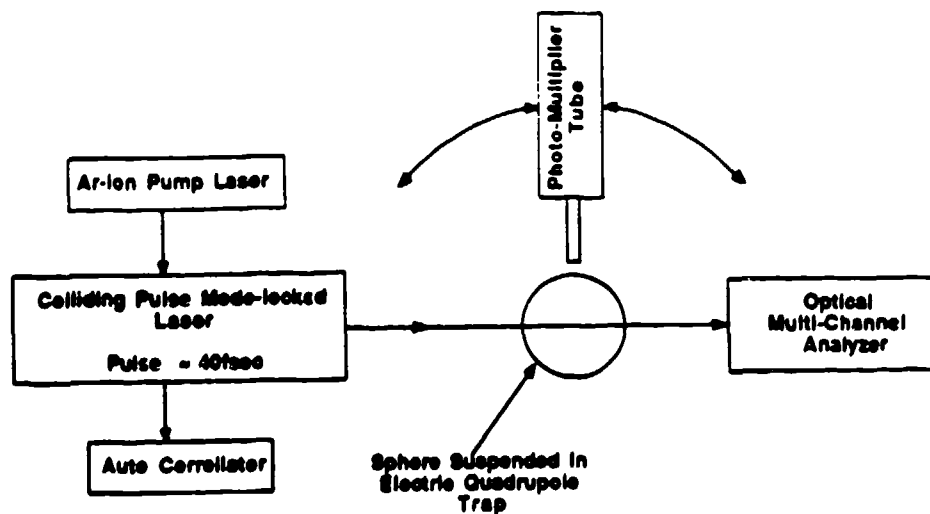 Photo-Multiplier
Tube
Ar-ion Pump Laser
Colliding Pulse Mode-locked
Laser
Pulse ~ 40fsec
Optical
Multi-Channel
Analyzer
Auto Correllator
Sphere Suspended in
Electric Quadrupole
Trap